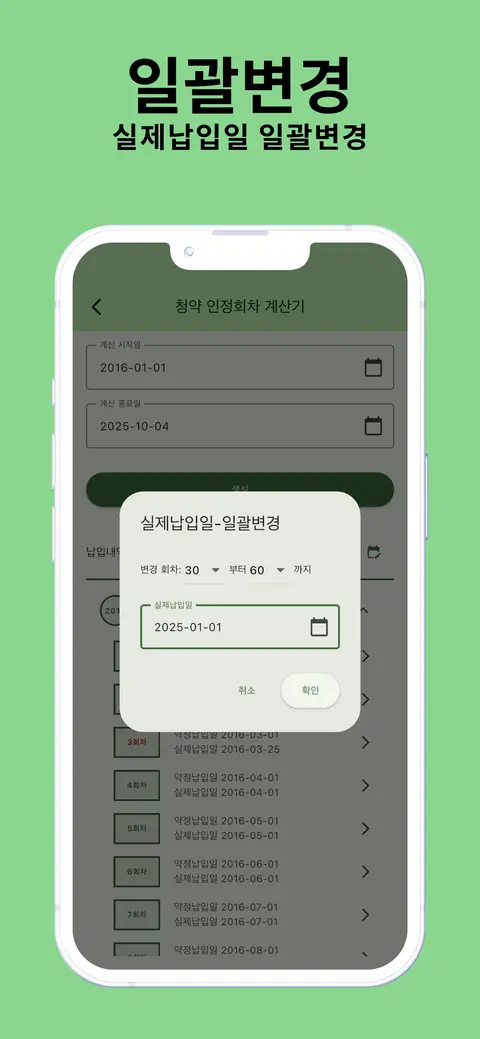 일괄변경
실제납입일 일괄변경
청약 인정회차 계산기
계산 시작일
2016-01-01
계산 종료일
2025-10-04
실제납입일-일괄변경
변경 회차: 30 부터 60 까지
실제납입일
2025-01-01
취소 확인
3회차
약정납입일 2016-03-01
실제납입일 2016-03-25
4회차
약정납입일 2016-04-01
실제납입일 2016-04-01
5회차
약정납입일 2016-05-01
실제납입일 2016-05-01
6회차
약정납입일 2016-06-01
실제납입일 2016-06-01
7회차
약정납입일 2016-07-01
실제납입일 2016-07-01
약정납입일 2016-08-01